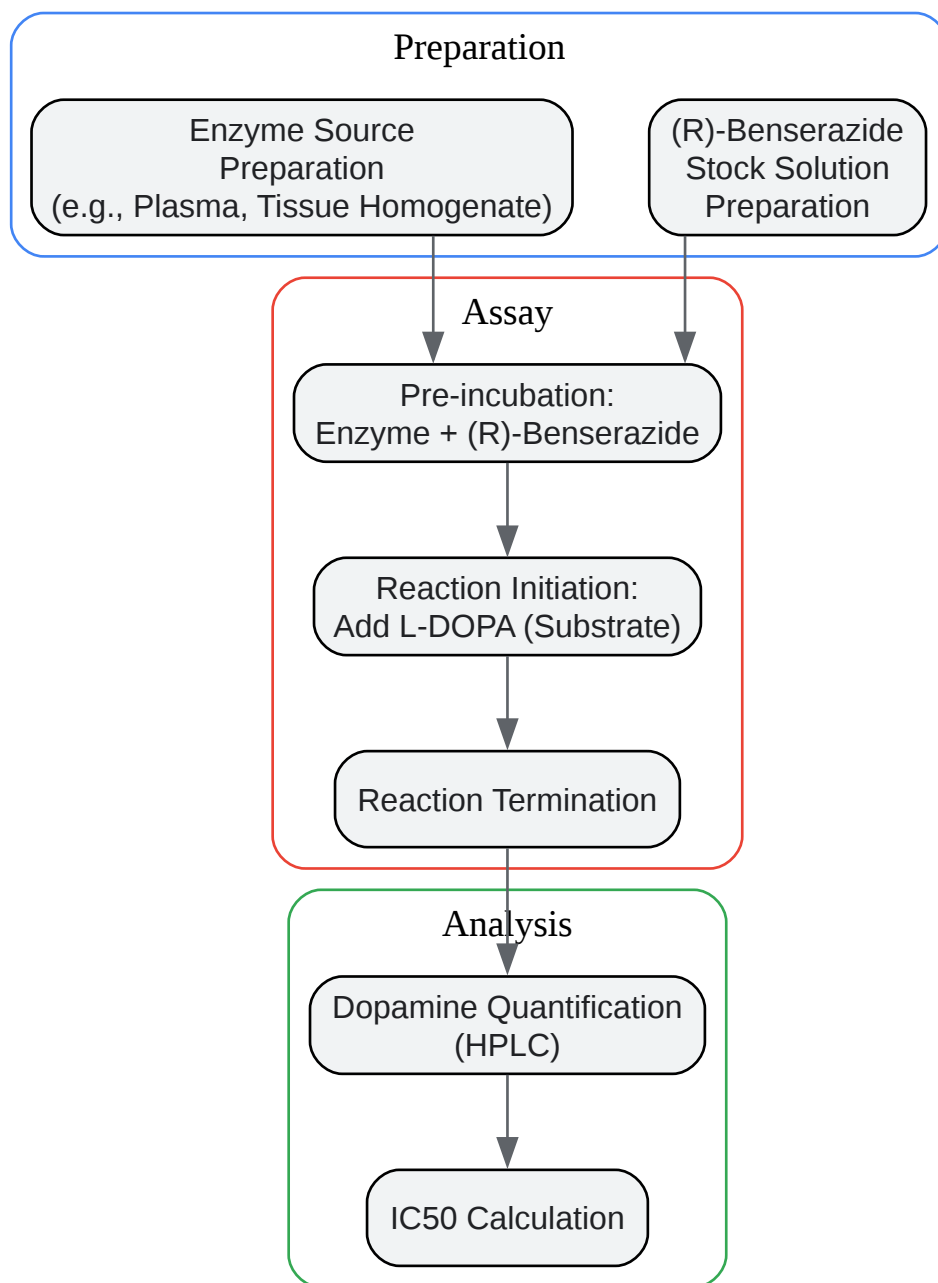 Preparation
Enzyme Source
Preparation
(e.g., Plasma, Tissue Homogenate)
(R)-Benserazide
Stock Solution
Preparation
Assay
Pre-incubation:
Enzyme + (R)-Benserazide
Reaction Initiation:
Add L-DOPA (Substrate)
Reaction Termination
Analysis
Dopamine Quantification
(HPLC)
IC50 Calculation